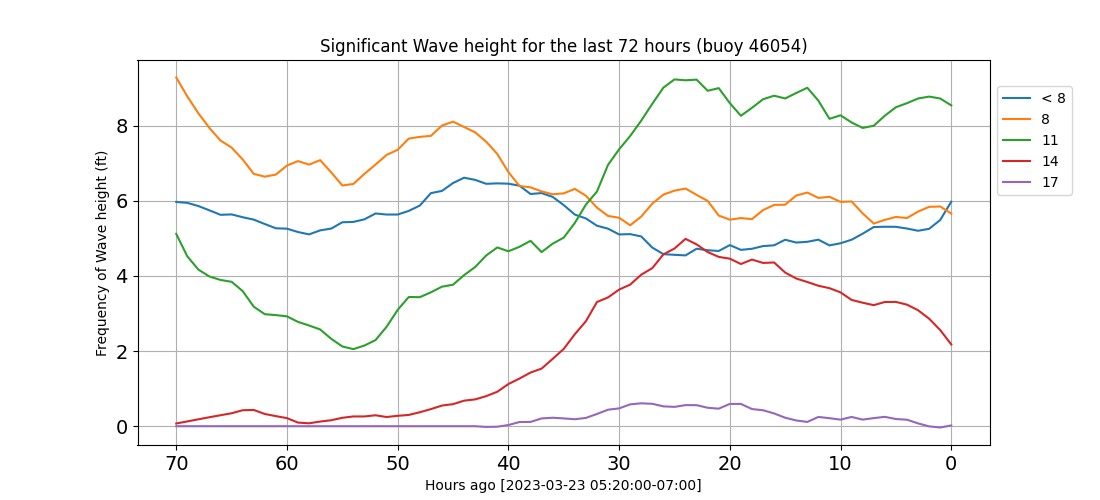 Significant Wave height for the last 72 hours (buoy 46054)
Frequency of Wave height (ft)
8
6
4
2
0
70 60 50 40 30 20 10 0
Hours ago [2023-03-23 05:20:00-07:00]
< 8
8
11
14
17